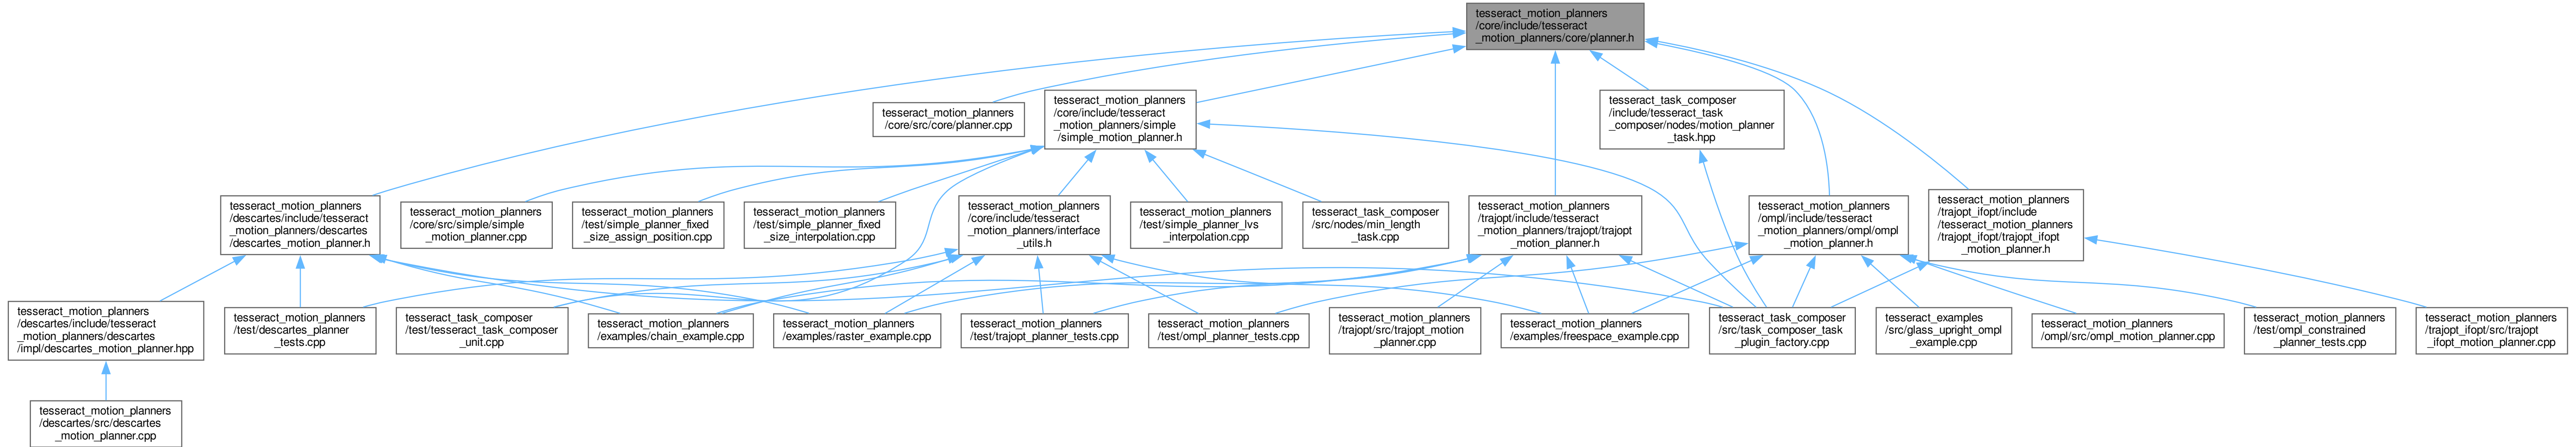 tesseract_motion_planners
/core/include/tesseract
_motion_planners/core/planner.h
tesseract_motion_planners
/core/src/core/planner.cpp
tesseract_motion_planners
/core/include/tesseract
_motion_planners/simple
/simple_motion_planner.h
tesseract_task_composer
/include/tesseract_task
_composer/nodes/motion_planner
_task.hpp
tesseract_motion_planners
/descartes/include/tesseract
_motion_planners/descartes
/descartes_motion_planner.h
tesseract_motion_planners
/core/src/simple/simple
_motion_planner.cpp
tesseract_motion_planners
/test/simple_planner_fixed
_size_assign_position.cpp
tesseract_motion_planners
/test/simple_planner_fixed
_size_interpolation.cpp
tesseract_motion_planners
/core/include/tesseract
_motion_planners/interface
_utils.h
tesseract_motion_planners
/test/simple_planner_lvs
_interpolation.cpp
tesseract_task_composer
/src/nodes/min_length
_task.cpp
tesseract_motion_planners
/trajopt/include/tesseract
_motion_planners/trajopt/trajopt
_motion_planner.h
tesseract_motion_planners
/ompl/include/tesseract
_motion_planners/ompl/ompl
_motion_planner.h
tesseract_motion_planners
/trajopt_ifopt/include
/tesseract_motion_planners
/trajopt_ifopt/trajopt_ifopt
_motion_planner.h
tesseract_motion_planners
/descartes/include/tesseract
_motion_planners/descartes
/impl/descartes_motion_planner.hpp
tesseract_motion_planners
/test/descartes_planner
_tests.cpp
tesseract_task_composer
/test/tesseract_task_composer
_unit.cpp
tesseract_motion_planners
/examples/chain_example.cpp
tesseract_motion_planners
/examples/raster_example.cpp
tesseract_motion_planners
/test/trajopt_planner_tests.cpp
tesseract_motion_planners
/test/ompl_planner_tests.cpp
tesseract_motion_planners
/trajopt/src/trajopt_motion
_planner.cpp
tesseract_motion_planners
/examples/freespace_example.cpp
tesseract_task_composer
/src/task_composer_task
_plugin_factory.cpp
tesseract_examples
/src/glass_upright_ompl
_example.cpp
tesseract_motion_planners
/ompl/src/ompl_motion_planner.cpp
tesseract_motion_planners
/test/ompl_constrained
_planner_tests.cpp
tesseract_motion_planners
/trajopt_ifopt/src/trajopt
_ifopt_motion_planner.cpp
tesseract_motion_planners
/descartes/src/descartes
_motion_planner.cpp